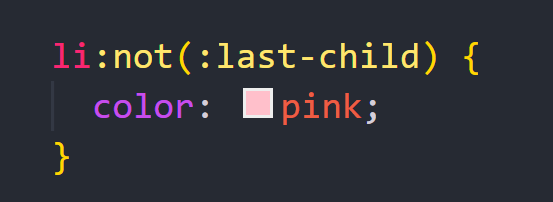 li:not(:last-child) {
color: pink;
}